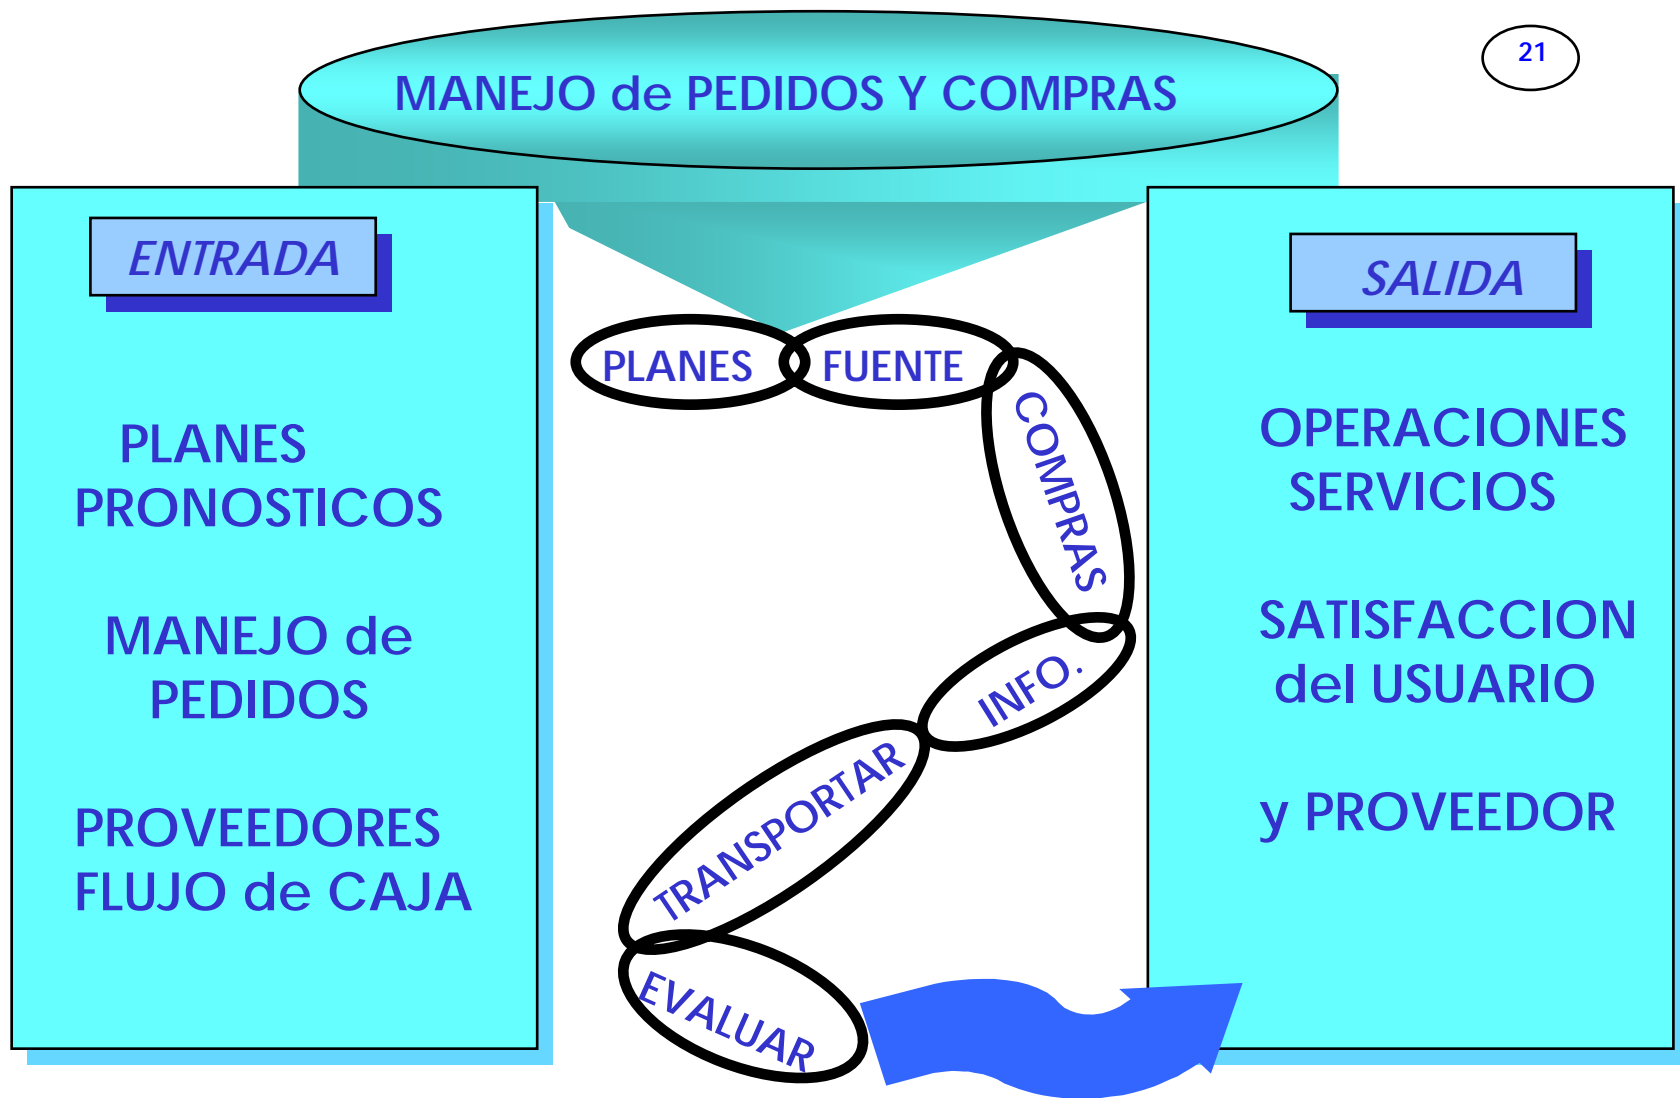 MANEJO de PEDIDOS Y COMPRAS
21
ENTRADA
PLANES
PRONOSTICOS
MANEJO de
PEDIDOS
PROVEEDORES
FLUJO de CAJA
PLANES
FUENTE
COMPRAS
INFO.
TRANSPORTAR
EVALUAR
SALIDA
OPERACIONES
SERVICIOS
SATISFACCION
del USUARIO
y PROVEEDOR